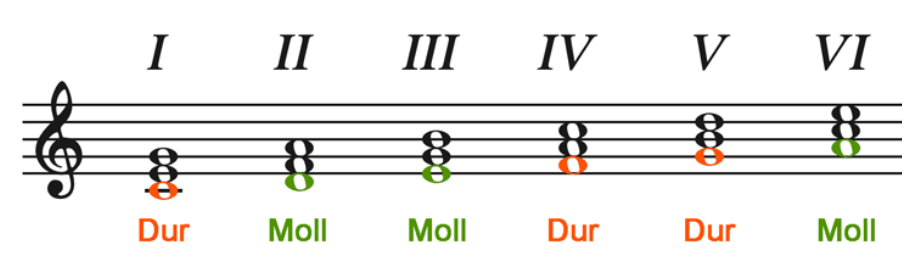 I II III IV V VI
Dur Moll Moll Dur Dur Moll